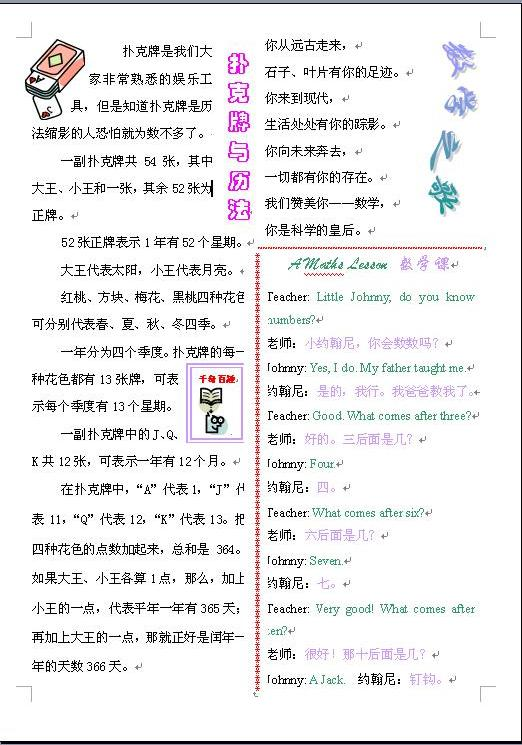 扑克牌与历法
扑克牌是我们大
家非常熟悉的娱乐工
具，但是知道扑克牌是历
法缩影的人恐怕就为数不多了。
一副扑克牌共 54 张，其中
大王、小王和一张，其余 52 张为
正牌。
52 张正牌表示 1 年有 52 个星期。
大王代表太阳，小王代表月亮。
红桃、方块、梅花、黑桃四种花色
可分别代表春、夏、秋、冬四季。
一年分为四个季度。扑克牌的每一
种花色都有 13 张牌，可表
示每个季度有 13 个星期。
一副扑克牌中的 J、Q、
K 共 12 张，可表示一年有 12 个月。
在扑克牌中，“A”代表 1，“J”代
表 11，“Q”代表 12，“K”代表 13。把
四种花色的点数加起来，总和是 364。
如果大王、小王各算 1 点，那么，加上
小王的一点，代表平年一年有 365 天；
再加上大王的一点，那就正好是闰年一
年的天数 366 天。
数学 歌
你从远古走来，
石子、叶片有你的足迹。
你来到现代，
生活处处有你的踪影。
你向未来奔去，
一切都有你的存在。
我们赞美你——数学，
你是科学的皇后。
A Maths Lesson 数学课
Teacher: Little Johnny, do you know
numbers?
老师：小约翰尼，你会数数吗？
Johnny: Yes, I do. My father taught me.
约翰尼：是的，我行。我爸爸教我了。
Teacher: Good. What comes after three?
老师：好的。三后面是几？
Johnny: Four.
约翰尼：四。
Teacher: What comes after six?
老师：六后面是几？
Johnny: Seven.
约翰尼：七。
Teacher: Very good! What comes after
ten?
老师：很好！那十后面是几？
Johnny: A Jack. 约翰尼：钉钩。